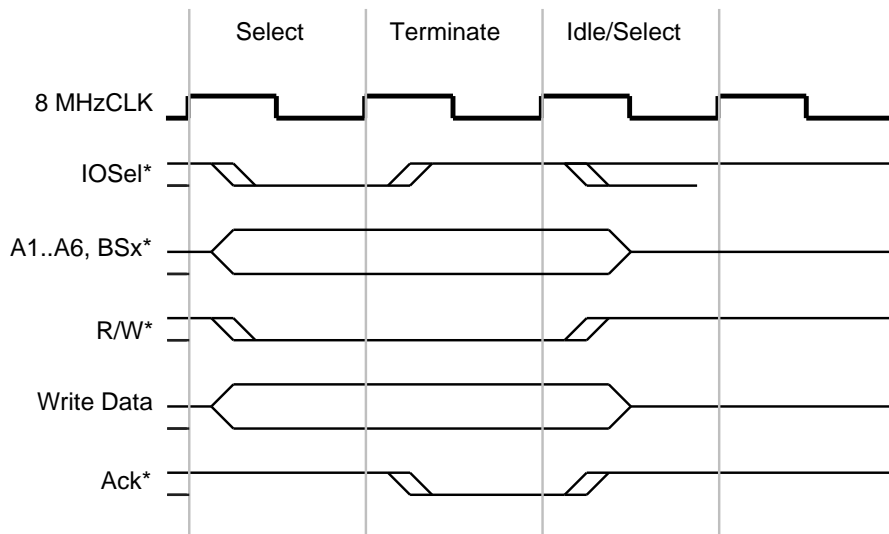 Select Terminate Idle/Select
8 MHzCLK
IOSel*
A1..A6, BSx*
R/W*
Write Data
Ack*